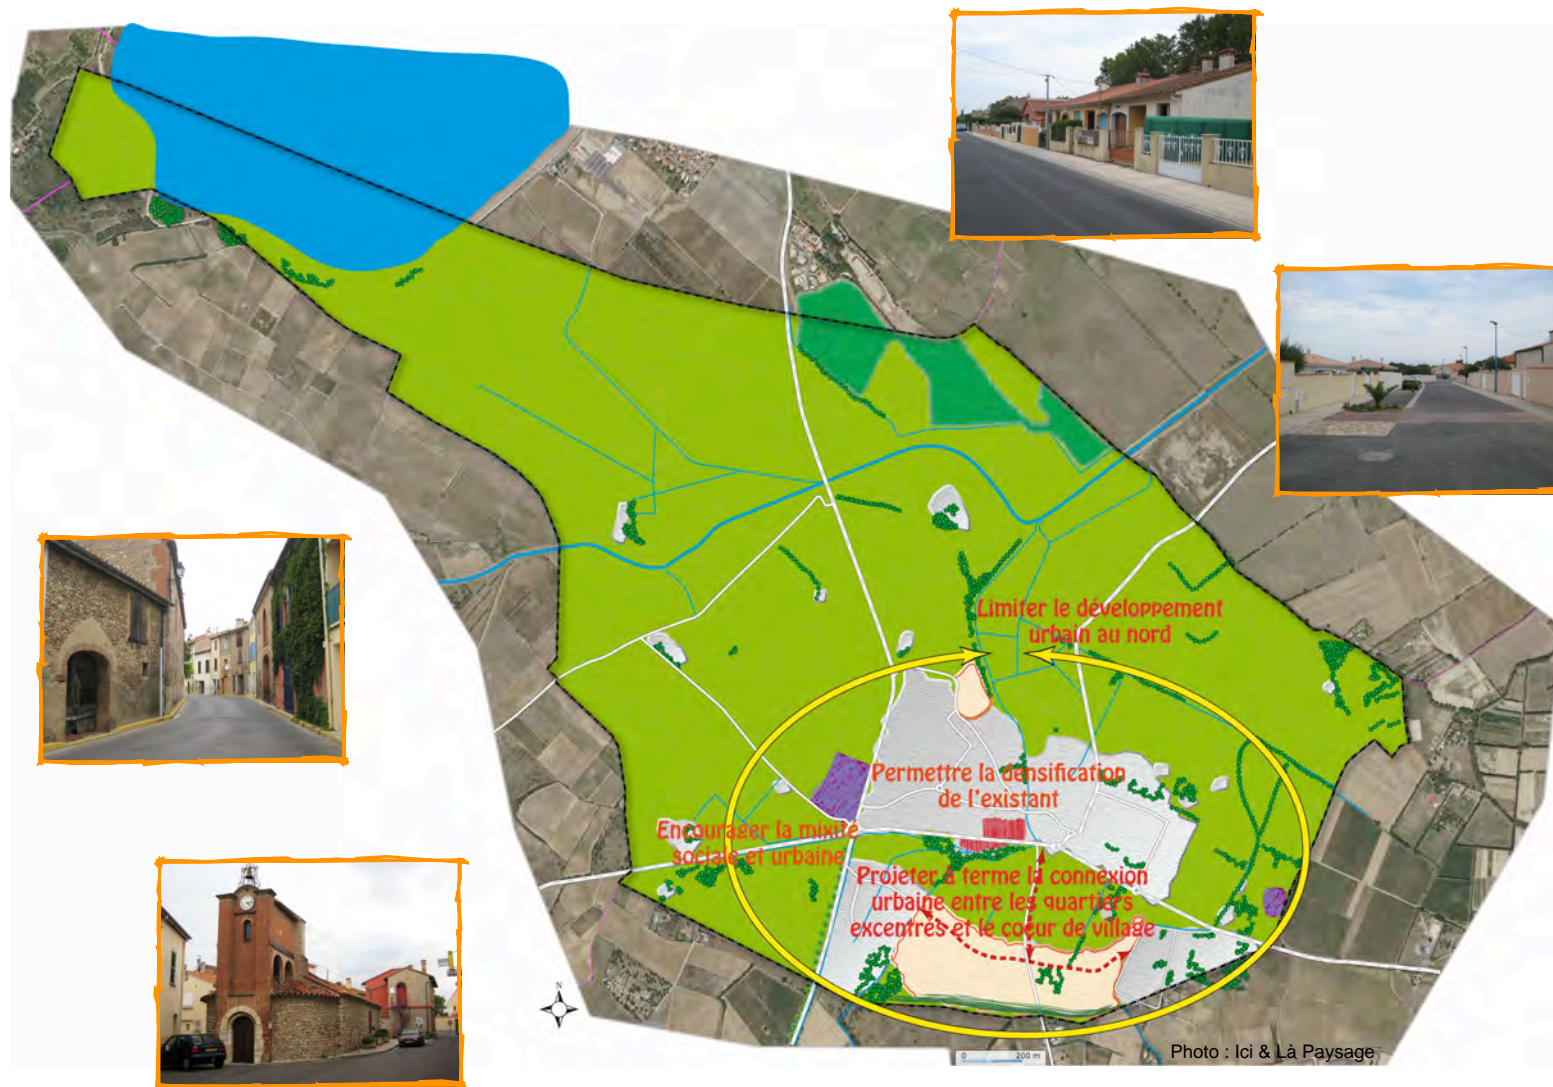 Limiter le développement
urbain au nord
Permettre la densification
de l'existant
Encourager la mixité
sociale et urbaine
Projeter à terme la connexion
urbaine entre les quartiers
excentrés et le coeur de village
N
0 200 m
Photo : Ici & Là Paysage